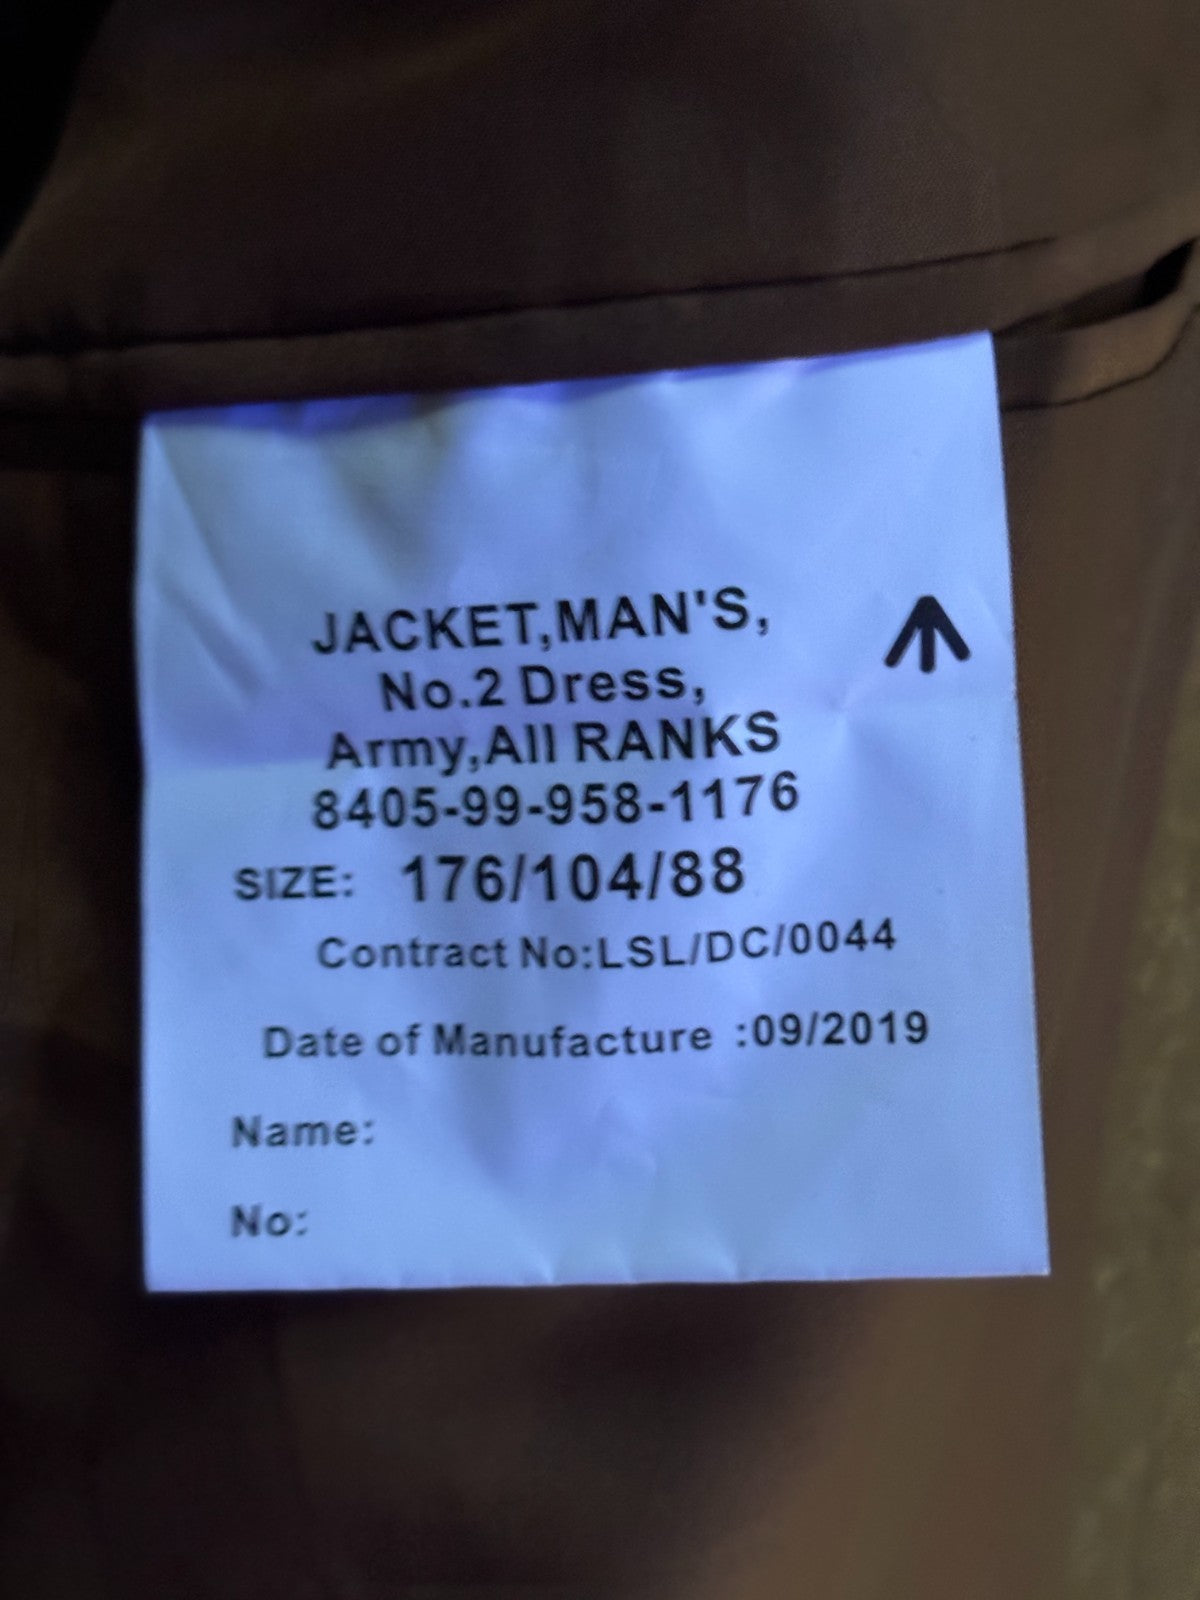 JACKET,MAN'S,
No.2 Dress,
Army,All RANKS
8405-99-958-1176
SIZE: 176/104/88
Contract No:LSL/DC/0044
Date of Manufacture :09/2019
Name:
No: